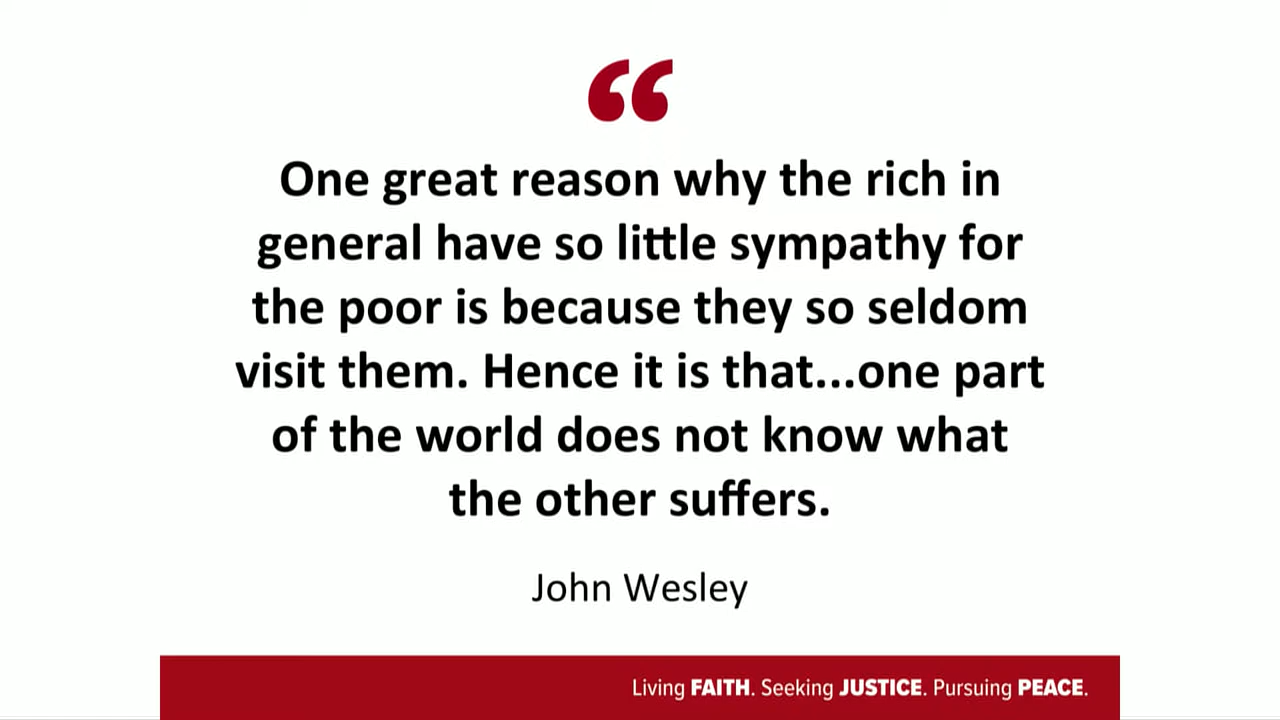 “
One great reason why the rich in
general have so little sympathy for
the poor is because they so seldom
visit them. Hence it is that...one part
of the world does not know what
the other suffers.
John Wesley
Living FAITH. Seeking JUSTICE. Pursuing PEACE.